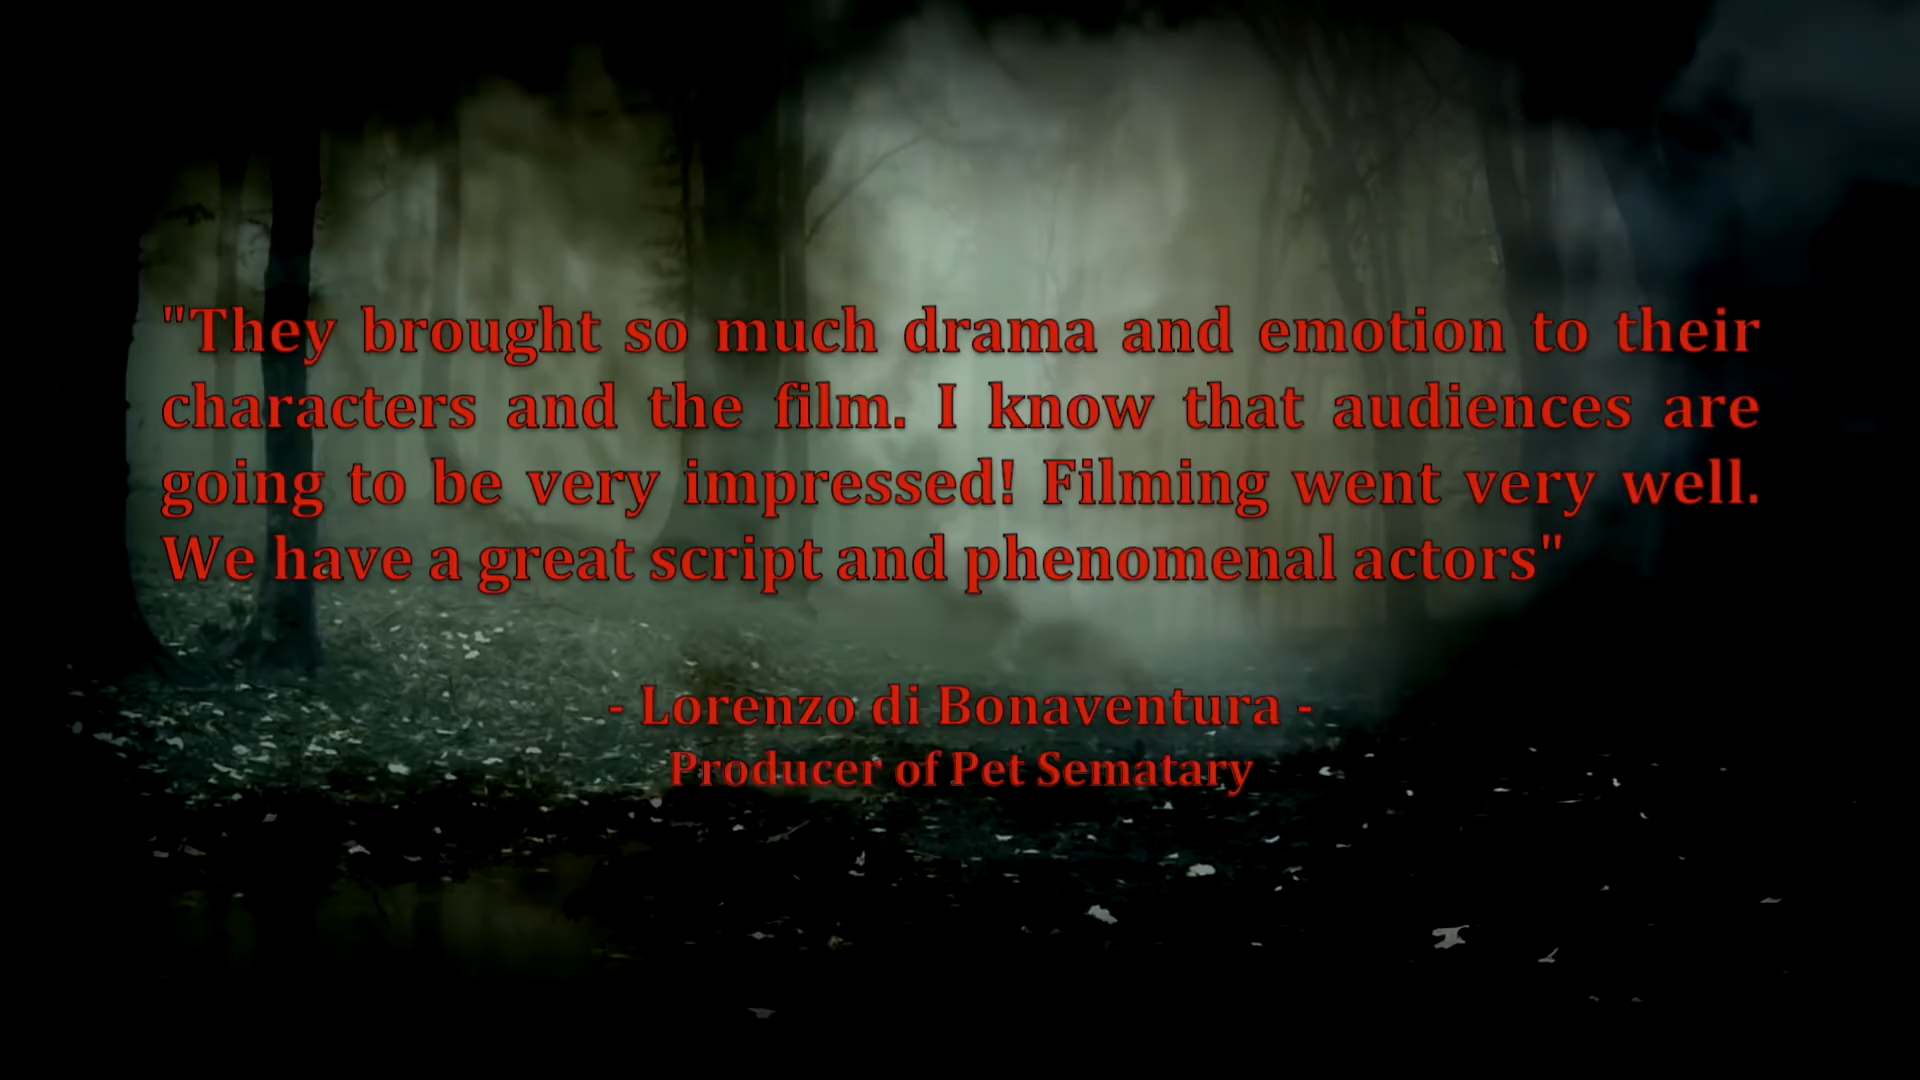 "They brought so much drama and emotion to their
characters and the film. I know that audiences are
going to be very impressed! Filming went very well.
We have a great script and phenomenal actors"
- Lorenzo di Bonaventura -
Producer of Pet Sematary